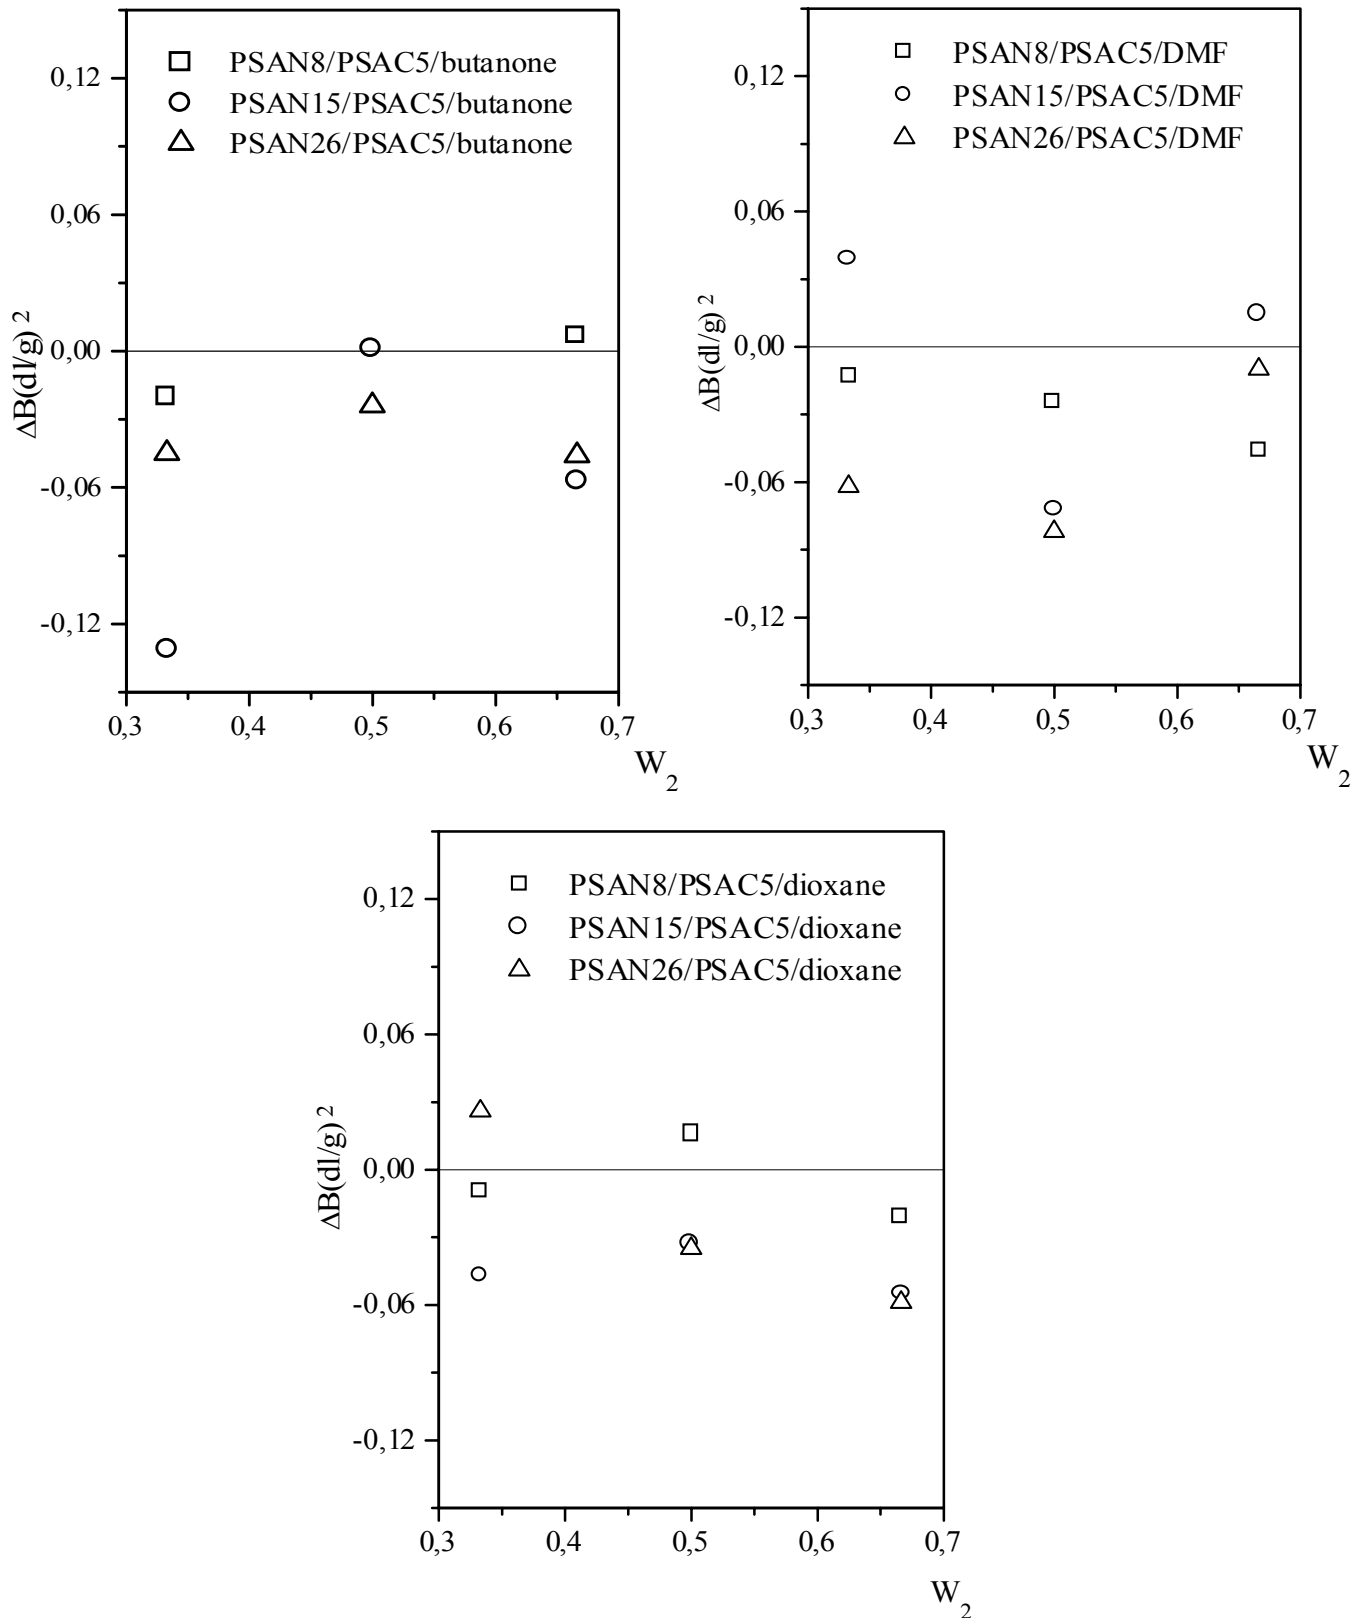 PSAN8/PSAC5/butanone
PSAN15/PSAC5/butanone
PSAN26/PSAC5/butanone
0,12
0,06
0,00
-0,06
-0,12
ΔB(dl/g)²
0,3 0,4 0,5 0,6 0,7
W₂
PSAN8/PSAC5/DMF
PSAN15/PSAC5/DMF
PSAN26/PSAC5/DMF
0,12
0,06
0,00
-0,06
-0,12
ΔB(dl/g)²
0,3 0,4 0,5 0,6 0,7
W₂
PSAN8/PSAC5/dioxane
PSAN15/PSAC5/dioxane
PSAN26/PSAC5/dioxane
0,12
0,06
0,00
-0,06
-0,12
ΔB(dl/g)²
0,3 0,4 0,5 0,6 0,7
W₂